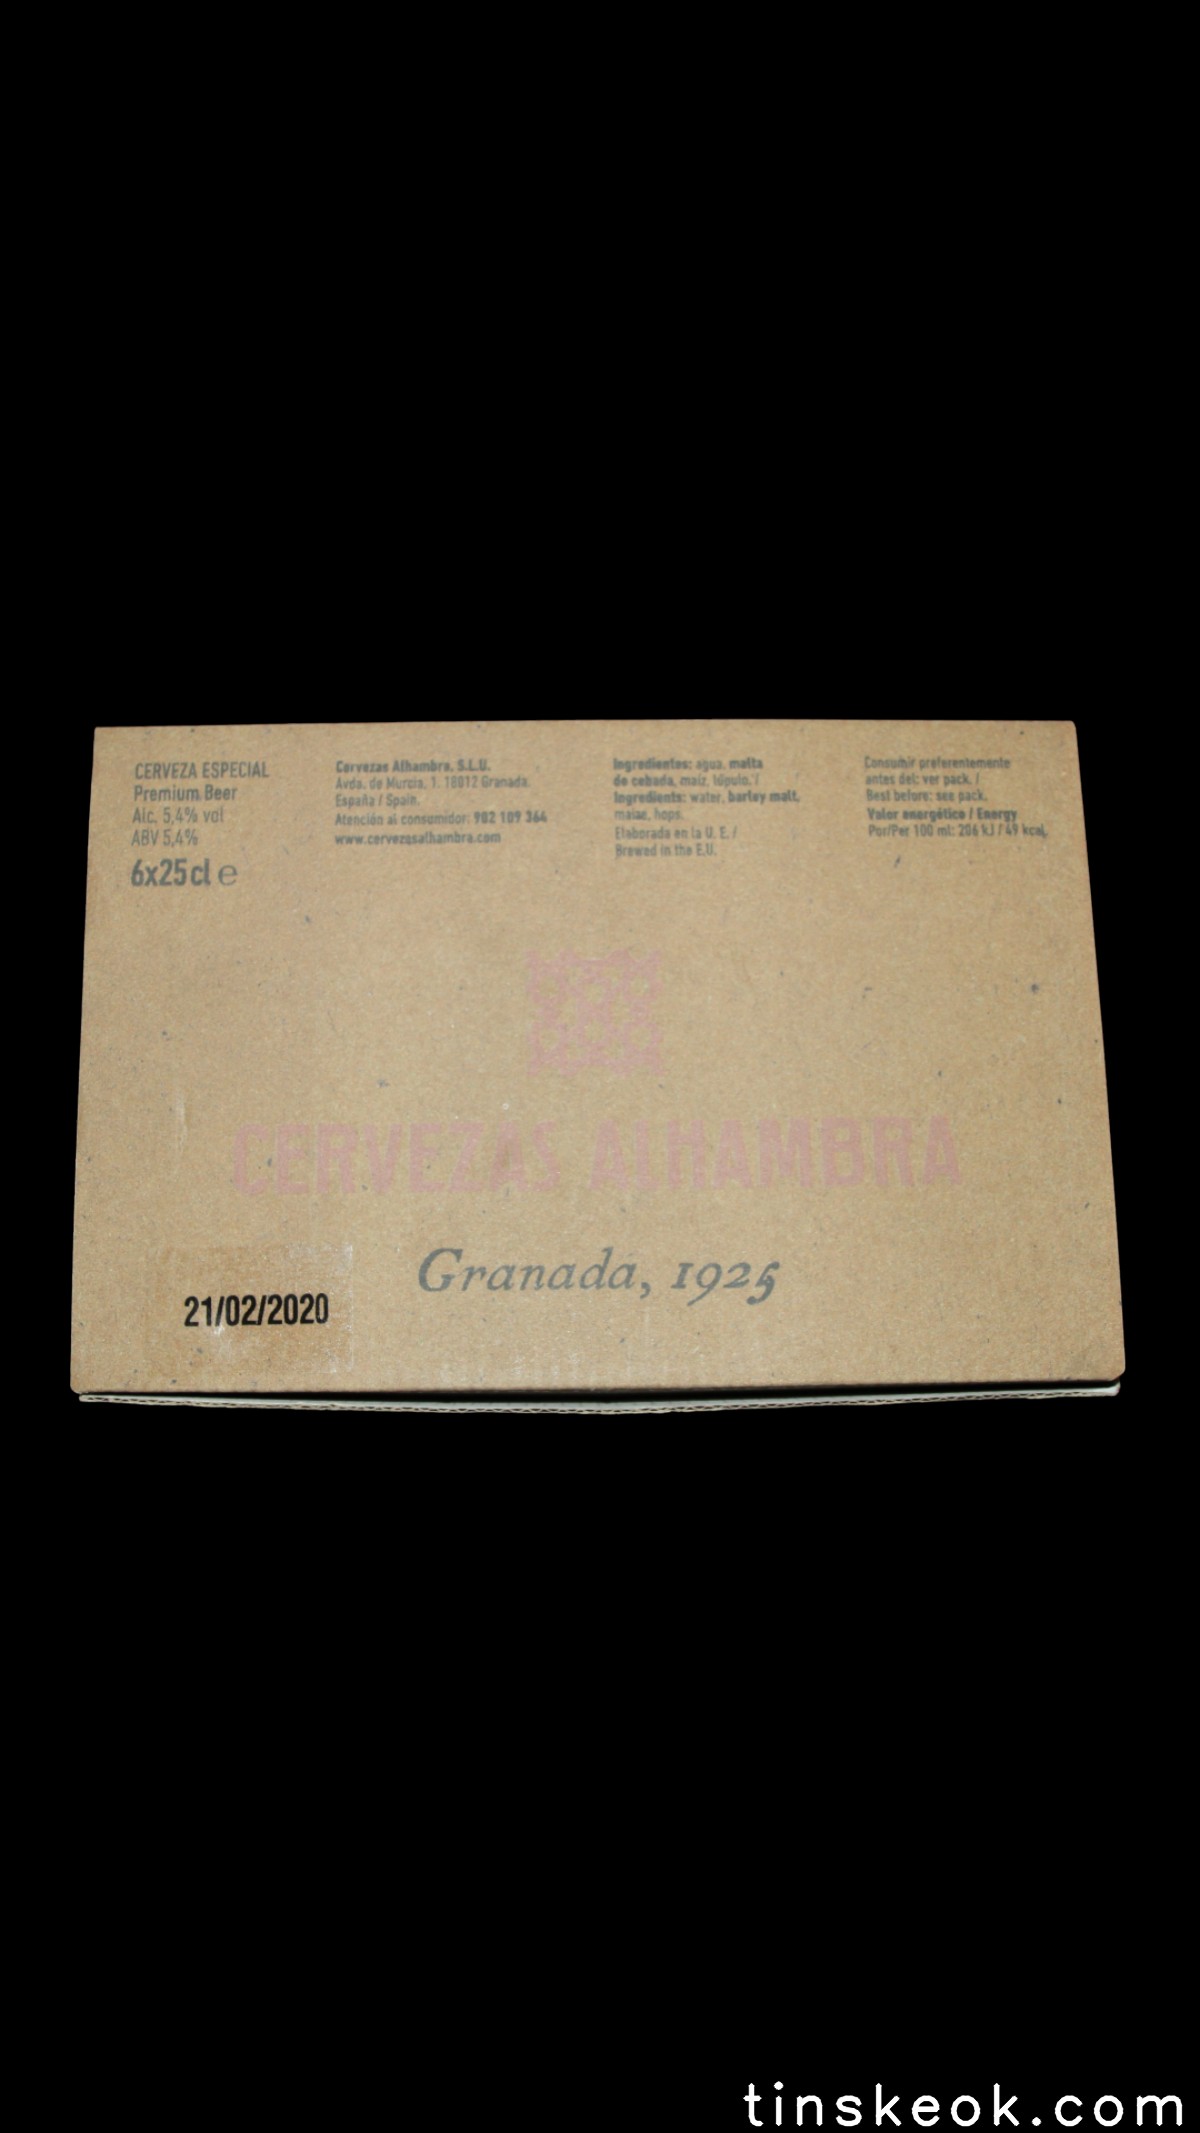 CERVEZA ESPECIAL
Premium Beer
Alc. 5,4% vol
ABV 5,4%
6x25 cl e
Cervezas Alhambra, S.L.U.
Avda. de Murcia, 1. 18012 Granada.
España / Spain.
Atención al consumidor: 902 109 364
www.cervezasalhambra.com
Ingredientes: agua, malta
de cebada, maíz, lúpulo. /
Ingredients: water, barley malt,
maize, hops.
Elaborada en la U. E. /
Brewed in the E.U.
Consumir preferentemente
antes del: ver pack. /
Best before: see pack.
Valor energético / Energy
Por/Per 100 ml: 206 kJ / 49 kcal.
CERVEZAS ALHAMBRA
Granada, 1925
21/02/2020
tinskeok.com